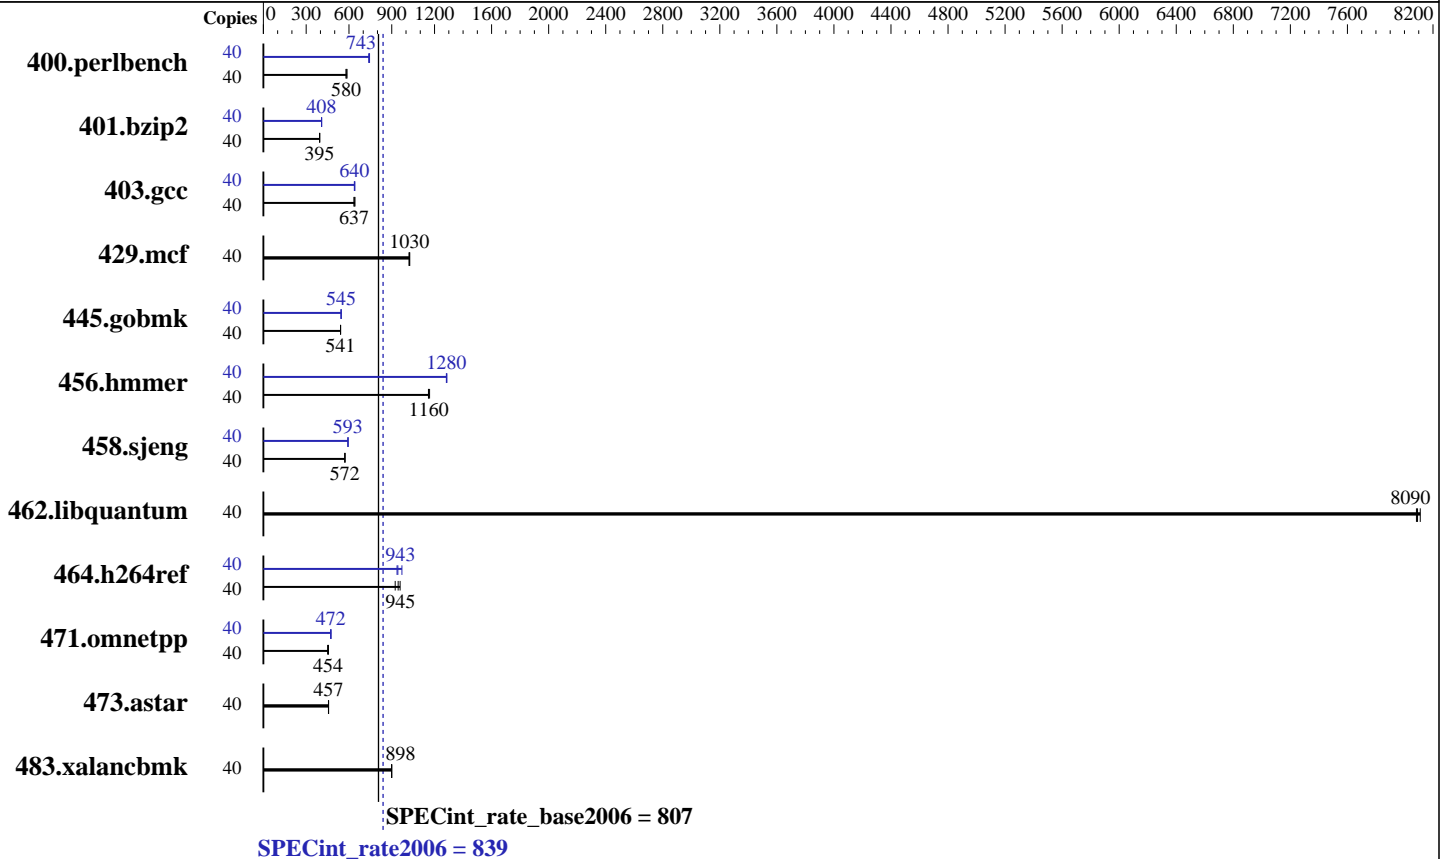 Copies 0 300 600 900 1200 1600 2000 2400 2800 3200 3600 4000 4400 4800 5200 5600 6000 6400 6800 7200 7600 8200
743
400.perlbench 40
40
580
408
401.bzip2 40
40
395
640
403.gcc 40
40
637
1030
429.mcf 40
545
445.gobmk 40
40
541
1280
456.hmmer 40
40
1160
593
458.sjeng 40
40
572
8090
462.libquantum 40
943
464.h264ref 40
40
945
472
471.omnetpp 40
40
454
457
473.astar 40
898
483.xalancbmk 40
SPECint_rate_base2006 = 807
SPECint_rate2006 = 839